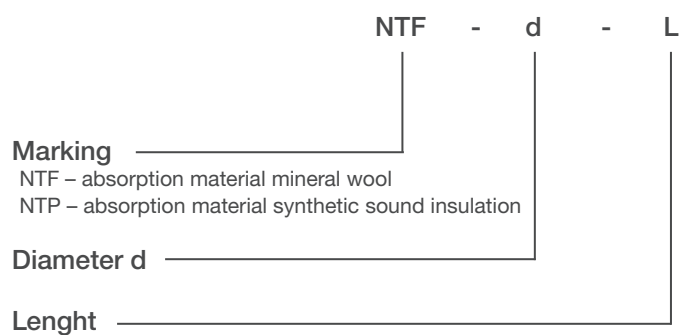 NTF - d - L
Marking
NTF – absorption material mineral wool
NTP – absorption material synthetic sound insulation
Diameter d
Lenght